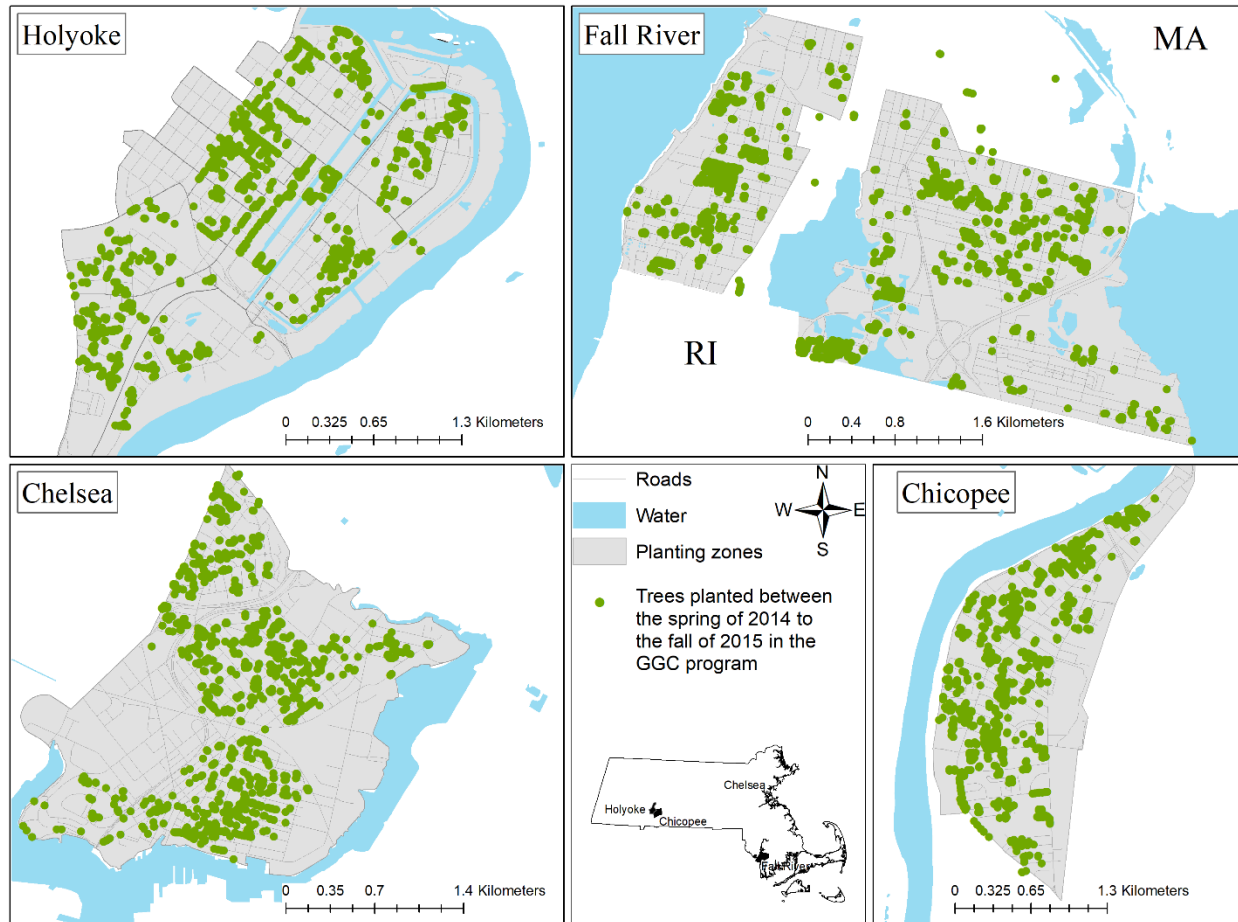 Holyoke
0 0.325 0.65 1.3 Kilometers
Fall River
MA
RI
0 0.4 0.8 1.6 Kilometers
Chelsea
0 0.35 0.7 1.4 Kilometers
Roads
Water
Planting zones
N
W E
S
Trees planted between
the spring of 2014 to
the fall of 2015 in the
GGC program
Chelsea
Holyoke
Chicopee
Fall River
Chicopee
0 0.325 0.65 1.3 Kilometers